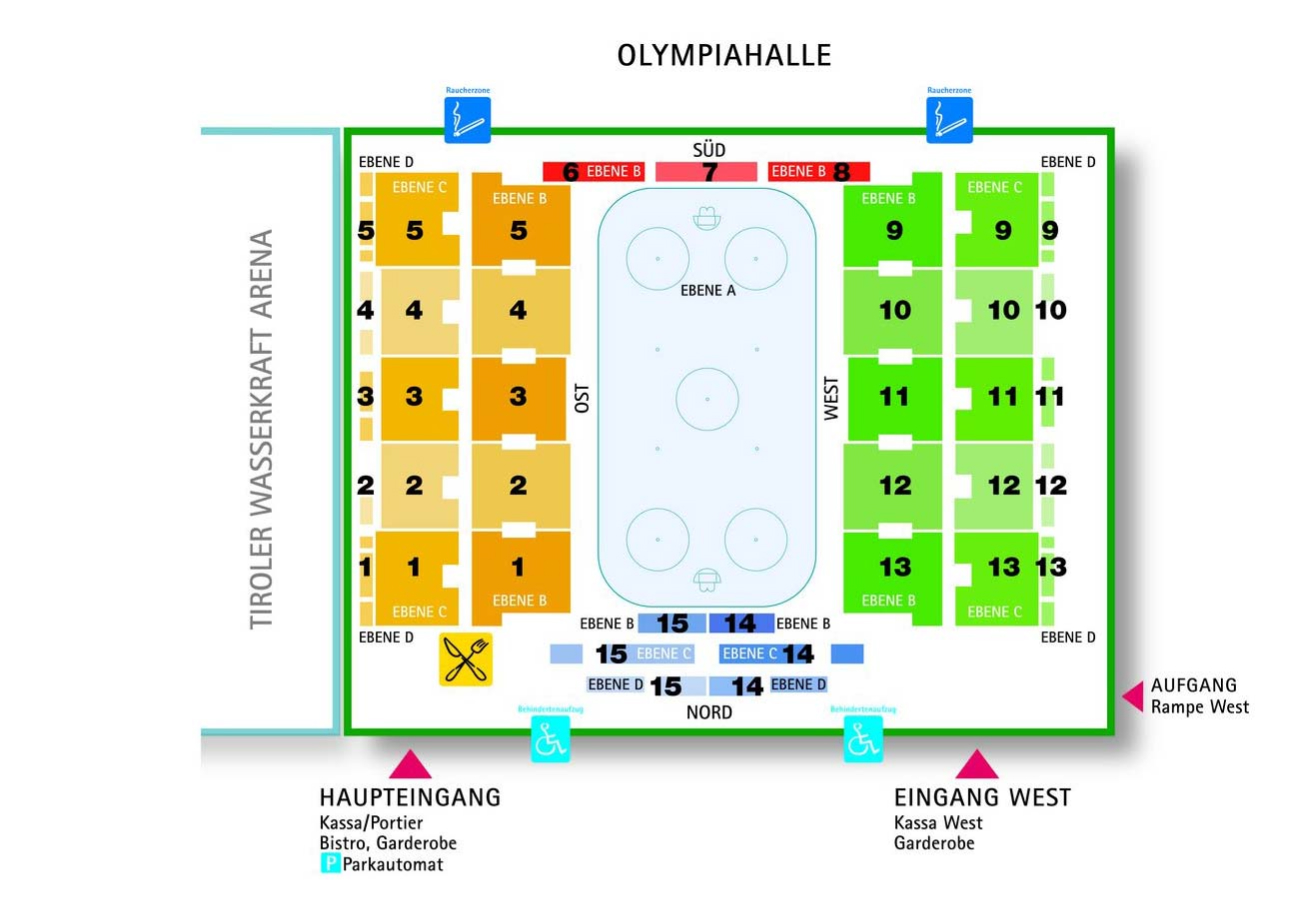 OLYMPIAHALLE
Raucherzone
Raucherzone
SÜD
EBENE D
EBENE D
6 EBENE B
7
EBENE B 8
EBENE C
EBENE B
EBENE B
EBENE C
5
5
5
9
9
9
EBENE A
4
4
4
10
10
10
TIROLER WASSERKRAFT ARENA
OST
WEST
3
3
3
11
11
11
2
2
2
12
12
12
1
1
1
13
13
13
EBENE C
EBENE B
EBENE B
EBENE C
EBENE D
EBENE D
EBENE B 15
14 EBENE B
15 EBENE C
EBENE C 14
EBENE D 15
14 EBENE D
NORD
Behindertenaufzug
Behindertenaufzug
AUFGANG
Rampe West
HAUPTEINGANG
Kassa/Portier
Bistro, Garderobe
P Parkautomat
EINGANG WEST
Kassa West
Garderobe